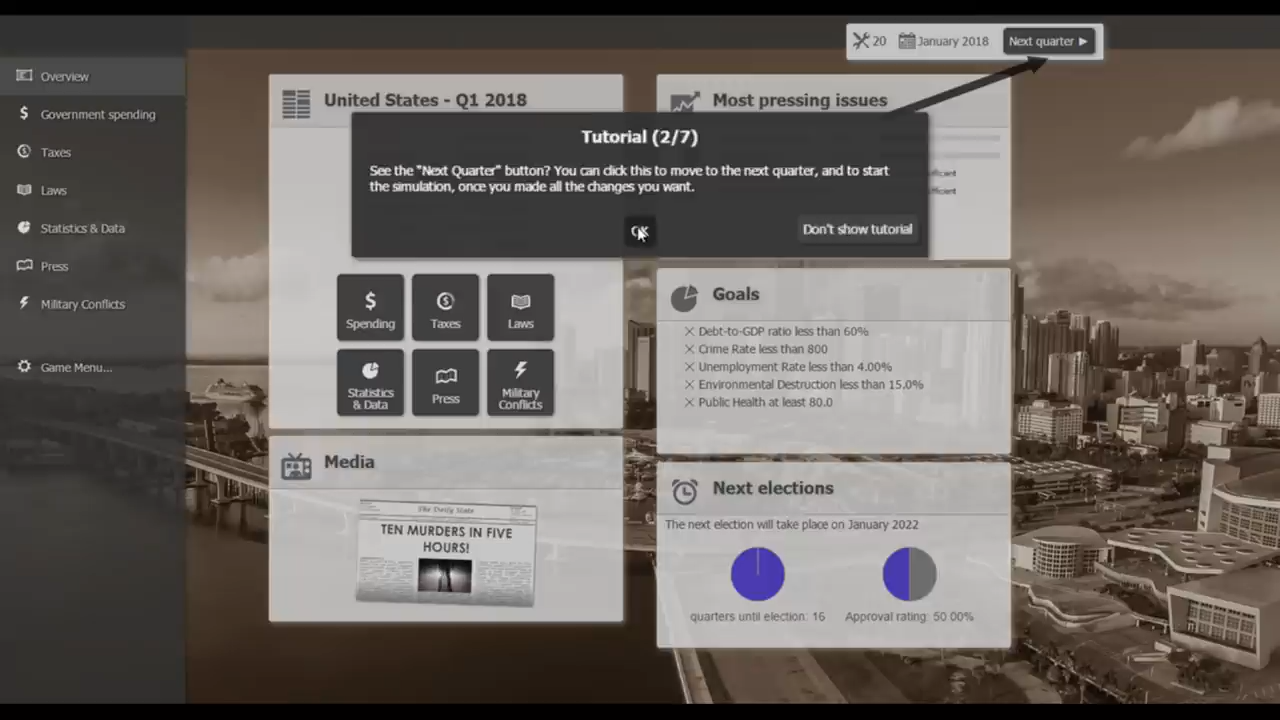 20
January 2018
Next quarter
Overview
Government spending
Taxes
Laws
Statistics & Data
Press
Military Conflicts
Game Menu...
United States - Q1 2018
Most pressing issues
Tutorial (2/7)
See the "Next Quarter" button? You can click this to move to the next quarter, and to start
the simulation, once you made all the changes you want.
Don't show tutorial
Spending
Taxes
Laws
Statistics
& Data
Press
Military
Conflicts
Goals
Debt-to-GDP ratio less than 60%
Crime Rate less than 800
Unemployment Rate less than 4.00%
Environmental Destruction less than 15.0%
Public Health at least 80.0
Media
The Daily State
TEN MURDERS IN FIVE
HOURS!
Next elections
The next election will take place on January 2022
quarters until election: 16
Approval rating: 50.00%